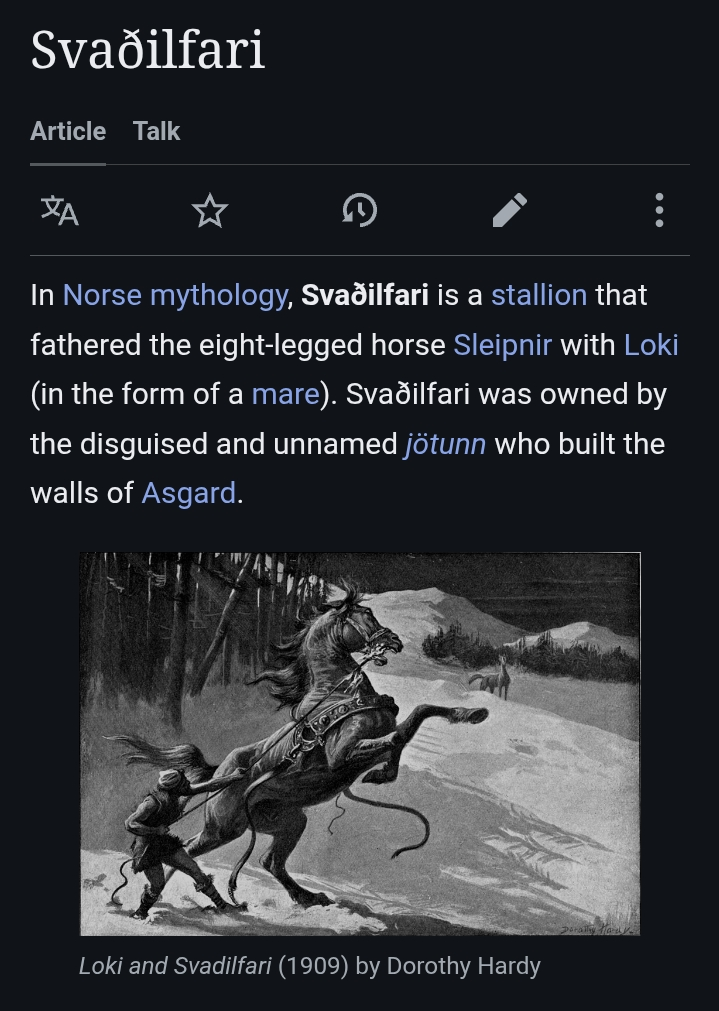 Svaðilfari
Article Talk
In Norse mythology, Svaðilfari is a stallion that
fathered the eight-legged horse Sleipnir with Loki
(in the form of a mare). Svaðilfari was owned by
the disguised and unnamed jötunn who built the
walls of Asgard.
Dorothy Hardy.
Loki and Svadilfari (1909) by Dorothy Hardy